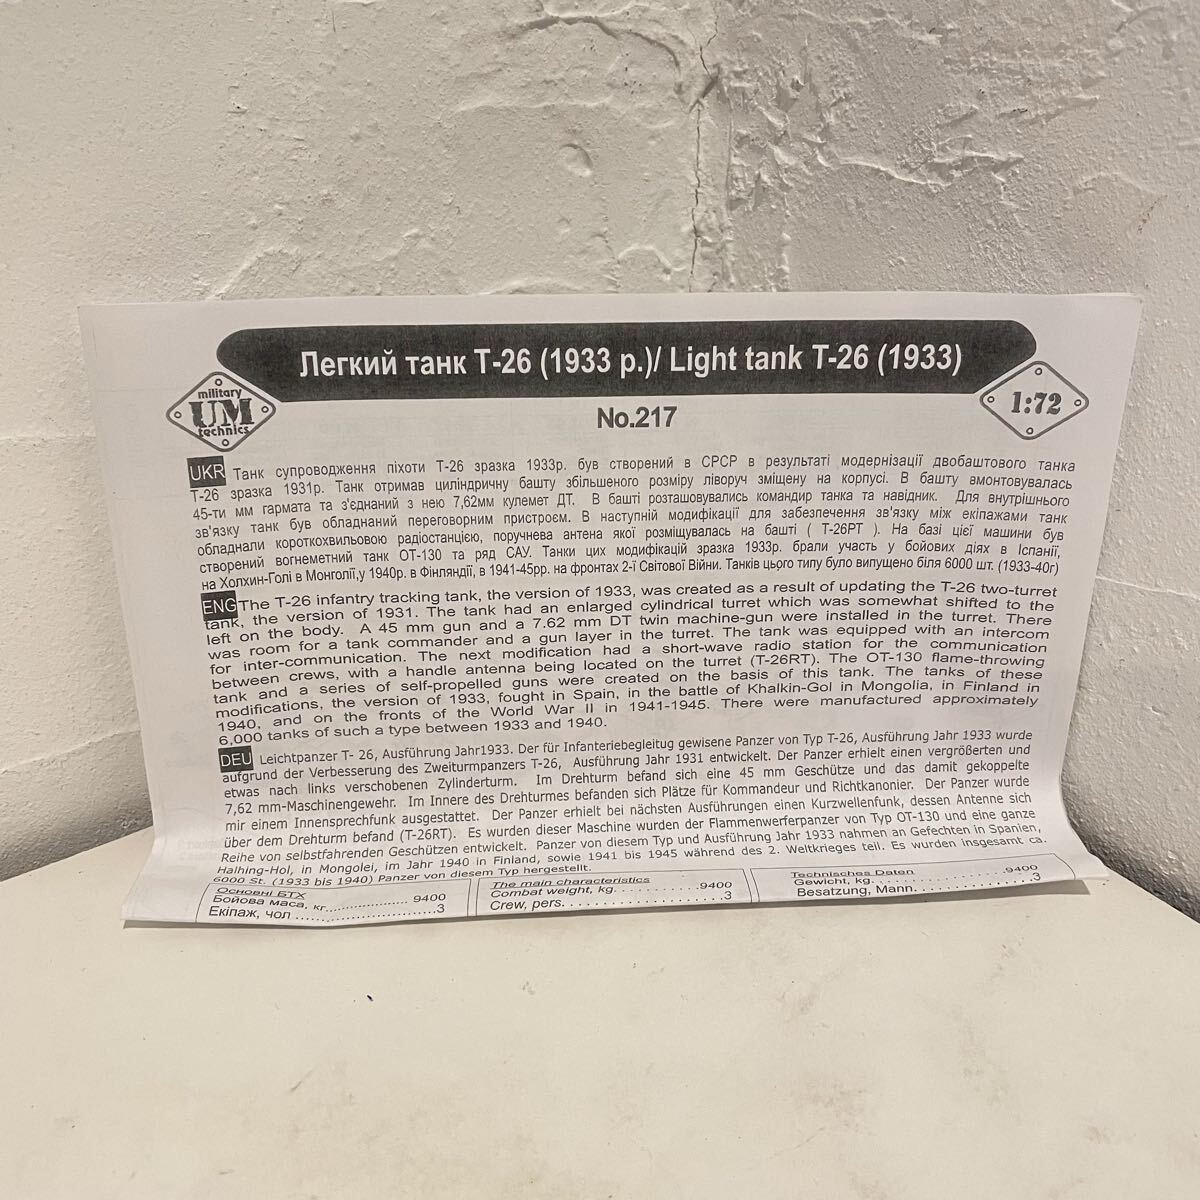 Легкий танк Т-26 (1933 р.)/ Light tank T-26 (1933)
military
UM
technics
1:72
No.217
UKR Танк супроводження піхоти Т-26 зразка 1933р. був створений в СРСР в результаті модернізації двобаштового танка
Т-26 зразка 1931р. Танк отримав циліндричну башту збільшеного розміру ліворуч зміщену на корпусі. В башту вмонтовувалась
45-ти мм гармата та з'єднаний з нею 7,62мм кулемет ДТ. В башті розташовувались командир танка та навідник. Для внутрішнього
зв'язку танк був обладнаний переговорним пристроєм. В наступній модифікації для забезпечення зв'язку між екіпажами танк
обладнали короткохвильовою радіостанцією, поручнева антена якої розміщувалась на башті ( Т-26РТ ). На базі цієї машини був
створений вогнеметний танк ОТ-130 та ряд САУ. Танки цих модифікацій зразка 1933р. брали участь у бойових діях в Іспанії,
на Холхин-Голі в Монголії,у 1940р. в Фінляндії, в 1941-45рр. на фронтах 2-ї Світової Війни. Танків цього типу було випущено біля 6000 шт. (1933-40г)
ENG The T-26 infantry tracking tank, the version of 1933, was created as a result of updating the T-26 two-turret
tank, the version of 1931. The tank had an enlarged cylindrical turret which was somewhat shifted to the
left on the body. A 45 mm gun and a 7.62 mm DT twin machine-gun were installed in the turret. There
was room for a tank commander and a gun layer in the turret. The tank was equipped with an intercom
for inter-communication. The next modification had a short-wave radio station for the communication
between crews, with a handle antenna being located on the turret (T-26RT). The OT-130 flame-throwing
tank and a series of self-propelled guns were created on the basis of this tank. The tanks of these
modifications, the version of 1933, fought in Spain, in the battle of Khalkin-Gol in Mongolia, in Finland in
1940, and on the fronts of the World War II in 1941-1945. There were manufactured approximately
6,000 tanks of such a type between 1933 and 1940.
DEU Leichtpanzer T- 26, Ausführung Jahr1933. Der für Infanteriebegleitug gewisene Panzer von Typ T-26, Ausführung Jahr 1933 wurde
aufgrund der Verbesserung des Zweiturmpanzers T-26, Ausführung Jahr 1931 entwickelt. Der Panzer erhielt einen vergrößerten und
etwas nach links verschobenen Zylinderturm. Im Drehturm befand sich eine 45 mm Geschütze und das damit gekoppelte
7,62 mm-Maschinengewehr. Im Innere des Drehturmes befanden sich Plätze für Kommandeur und Richtkanonier. Der Panzer wurde
mir einem Innensprechfunk ausgestattet. Der Panzer erhielt bei nächsten Ausführungen einen Kurzwellenfunk, dessen Antenne sich
über dem Drehturm befand (T-26RT). Es wurden dieser Maschine wurden der Flammenwerferpanzer von Typ OT-130 und eine ganze
Reihe von selbstfahrenden Geschützen entwickelt. Panzer von diesem Typ und Ausführung Jahr 1933 nahmen an Gefechten in Spanien,
Halhing-Hol, in Mongolei, im Jahr 1940 in Finland, sowie 1941 bis 1945 während des 2. Weltkrieges teil. Es wurden insgesamt ca.
6000 St. (1933 bis 1940) Panzer von diesem Typ hergestellt.
Основні БТХ
Бойова маса, кг.................... 9400
Екіпаж, чол ............................3
The main characteristics
Combat weight, kg. . . . . . . . . .9400
Crew, pers. . . . . . . . . . . . . . . . .3
Technisches Daten
Gewicht, kg. . . . . . . . . . . . . . .9400
Besatzung, Mann. . . . . . . . . . . . .3